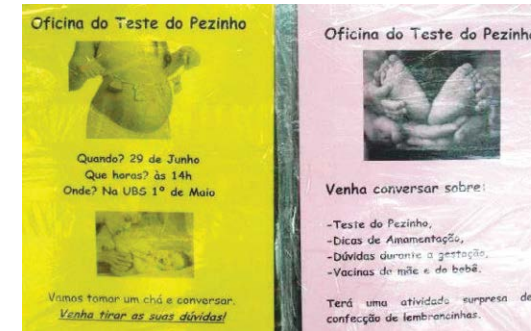 Oficina do Teste do Pezinho
Quando? 29 de Junho
Que horas? às 14h
Onde? Na UBS 1º de Maio
Vamos tomar um chá e conversar.
Venha tirar as suas dúvidas!
Oficina do Teste do Pezinho
Venha conversar sobre:
-Teste do Pezinho,
-Dicas de Amamentação,
-Dúvidas durante a gestação,
-Vacinas da mãe e do bebê.
Terá uma atividade surpresa de
confecção de lembrancinhas.